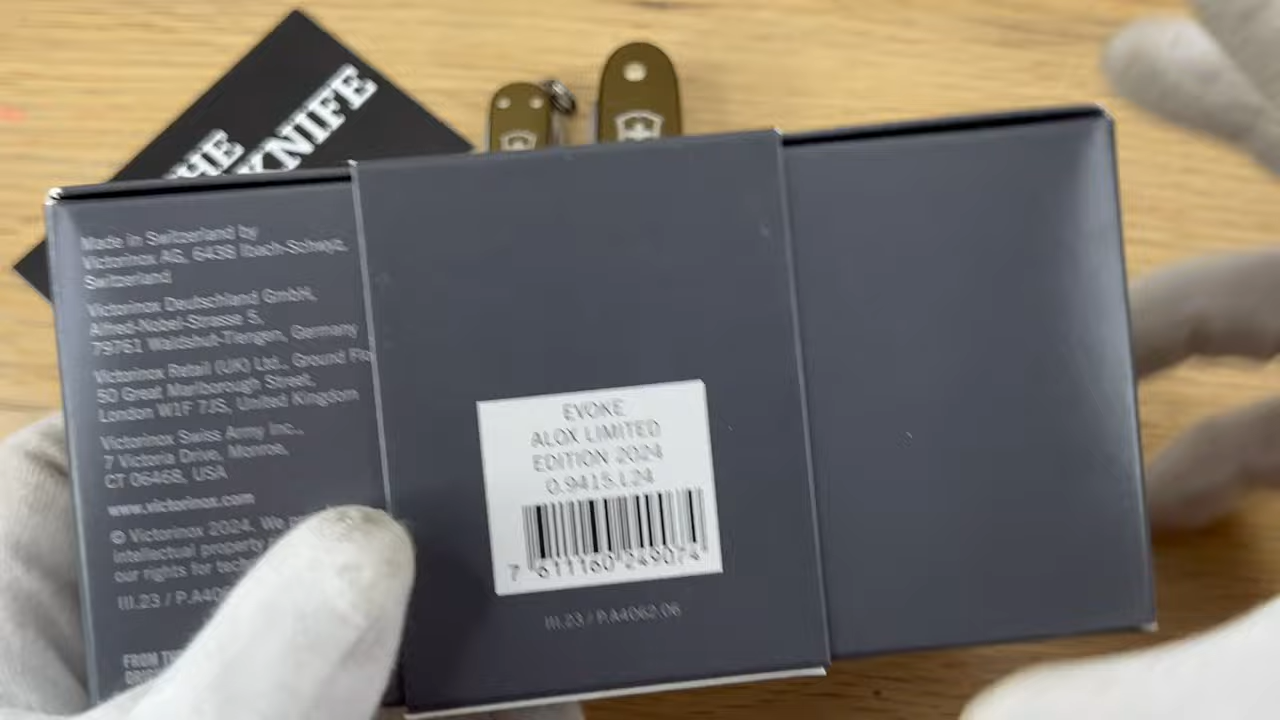 THE
KNIFE
Made in Switzerland by
Victorinox AG, 6438 Ibach-Schwyz,
Switzerland
Victorinox Deutschland GmbH,
Alfred-Nobel-Strasse 5,
79761 Waldshut-Tiengen, Germany
Victorinox Retail (UK) Ltd., Ground Flo
50 Great Marlborough Street,
London W1F 7JS, United Kingdom
Victorinox Swiss Army Inc.,
7 Victoria Drive, Monroe,
CT 06468, USA
www.victorinox.com
© Victorinox 2024. We
intellectual property
our rights for
III.23 / P.A40
FROM
EVOKE
ALOX LIMITED
EDITION 2024
0.9415.L24
7 611160 249074
III.23 / P.A4062.06